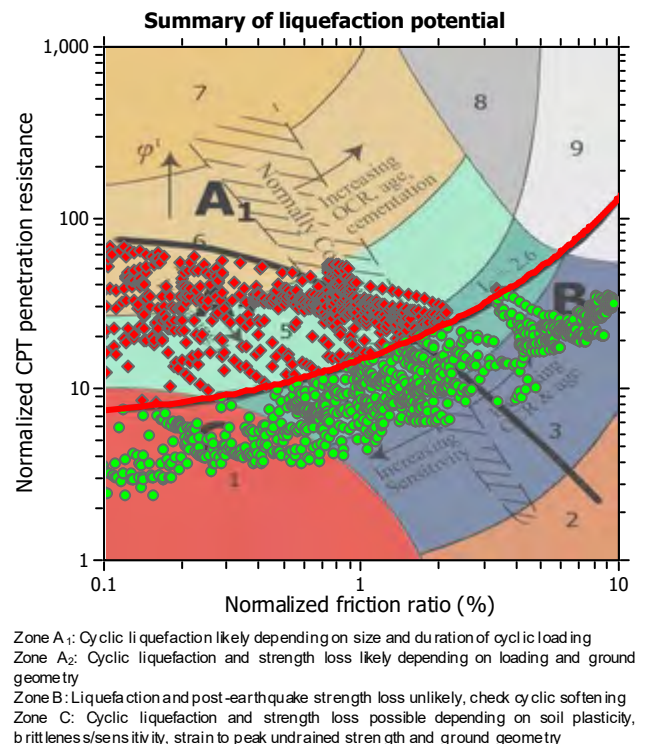 Summary of liquefaction potential
1,000
7
8
9
φ'
A1
Normally Co
Increasing
OCR, age,
cementation
100
6
2.6
B
5
Normalized CPT penetration resistance
10
OCR & age
Increasing
Sensitivity
3
1
2
1
0.1
1
10
Normalized friction ratio (%)
Zone A1: Cyclic liquefaction likely depending on size and duration of cyclic loading
Zone A2: Cyclic liquefaction and strength loss likely depending on loading and ground
geometry
Zone B: Liquefaction and post-earthquake strength loss unlikely, check cyclic softening
Zone C: Cyclic liquefaction and strength loss possible depending on soil plasticity,
brittleness/sensitivity, strain to peak undrained strength and ground geometry